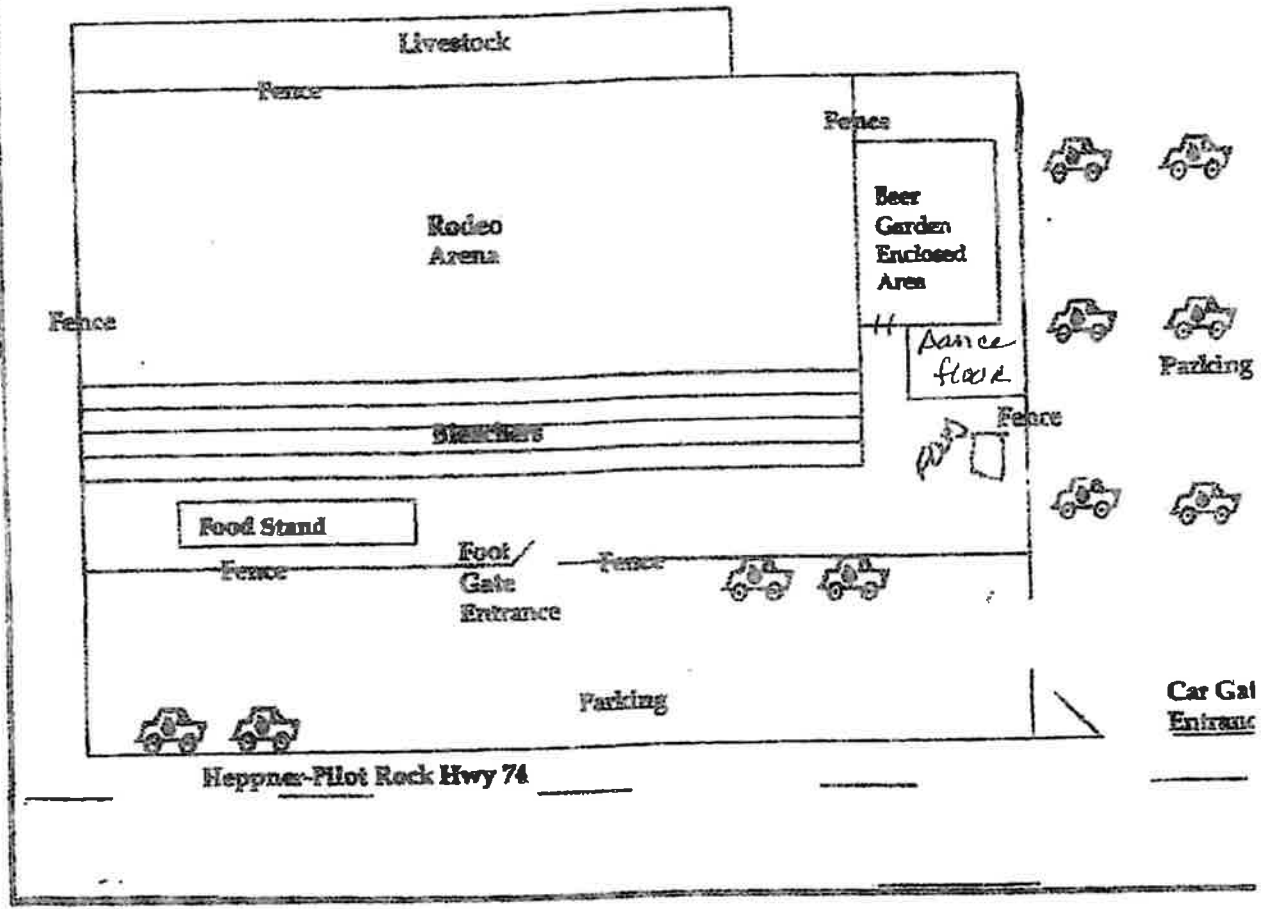 Livestock
Fence
Fence
Rodeo
Arena
Beer
Garden
Enclosed
Area
Fence
Dance
floor
Parking
Fence
Bleachers
Food Stand
Fence
Foot
Gate
Entrance
Fence
Parking
Car Gat
Entranc
Heppner-Pilot Rock Hwy 74